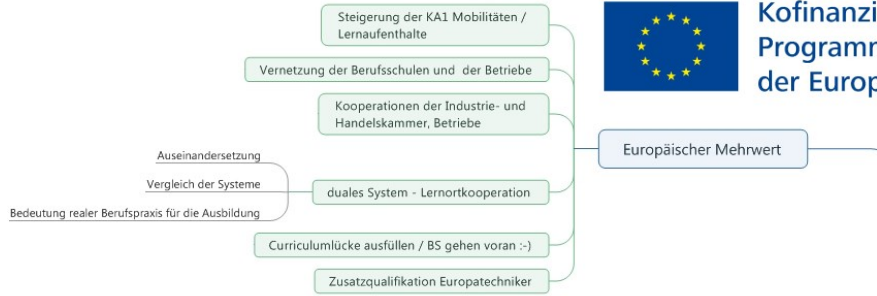 Steigerung der KA1 Mobilitäten /
Lernaufenthalte
Vernetzung der Berufsschulen und der Betriebe
Kooperationen der Industrie- und
Handelskammer, Betriebe
Auseinandersetzung
Vergleich der Systeme
Bedeutung realer Berufspraxis für die Ausbildung
duales System - Lernortkooperation
Curriculumlücke ausfüllen / BS gehen voran :-)
Zusatzqualifikation Europatechniker
Europäischer Mehrwert
Kofinanzi
Programm
der Europ